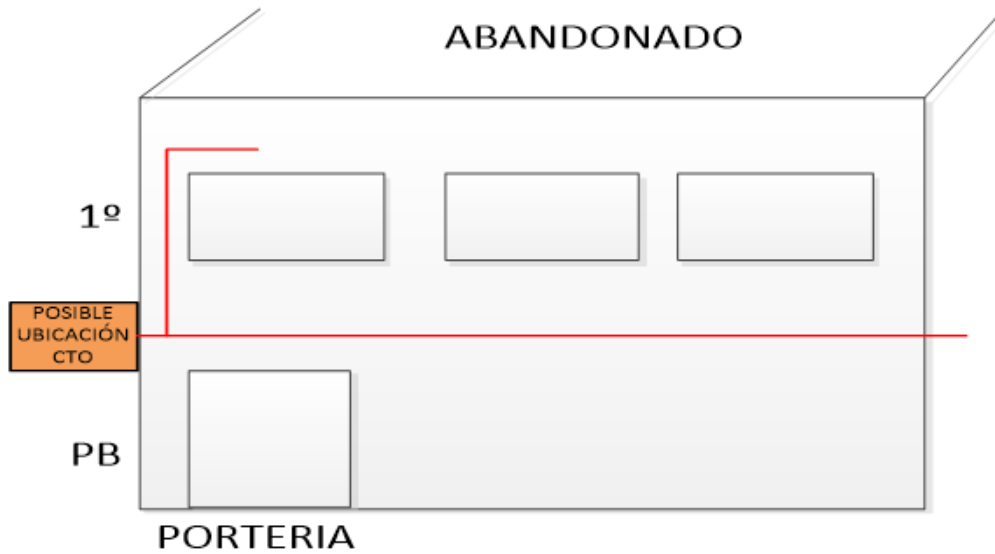 ABANDONADO
1º
POSIBLE
UBICACIÓN
CTO
PB
PORTERIA